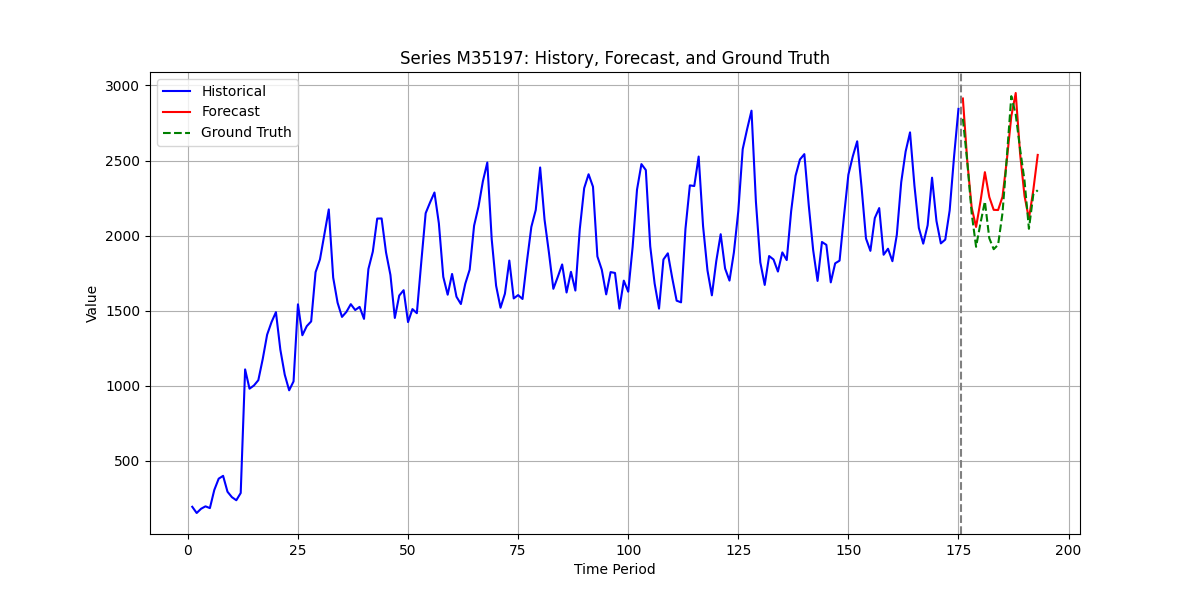 Series M35197: History, Forecast, and Ground Truth
Historical
Forecast
Ground Truth
3000
2500
2000
1500
1000
500
Value
0 25 50 75 100 125 150 175 200
Time Period